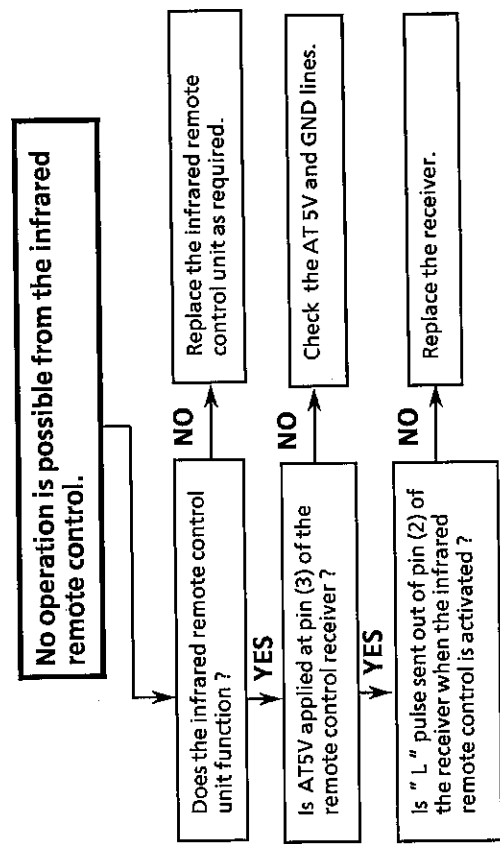 No operation is possible from the infrared
remote control.
Does the infrared remote control
unit function ?
NO
Replace the infrared remote
control unit as required.
YES
Is AT5V applied at pin (3) of the
remote control receiver ?
NO
Check the AT 5V and GND lines.
YES
Is " L " pulse sent out of pin (2) of
the receiver when the infrared
remote control is activated ?
NO
Replace the receiver.